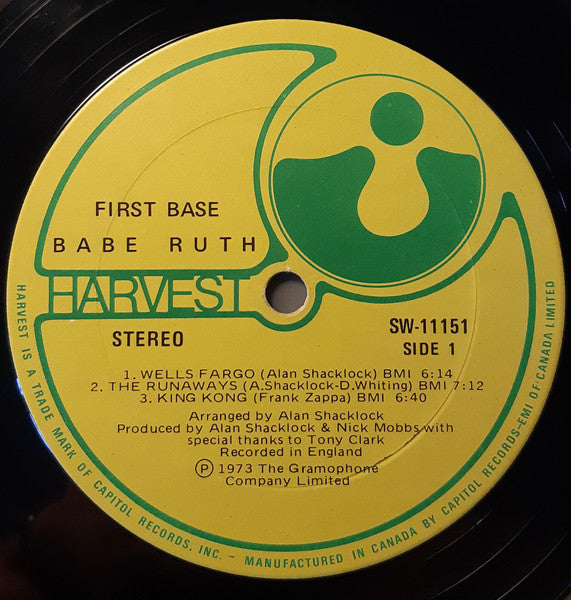 FIRST BASE
BABE RUTH
HARVEST
STEREO
SW-11151
SIDE 1
1. WELLS FARGO (Alan Shacklock) BMI 6:14
2. THE RUNAWAYS (A.Shacklock-D.Whiting) BMI 7:12
3. KING KONG (Frank Zappa) BMI 6:40
Arranged by Alan Shacklock
Produced by Alan Shacklock & Nick Mobbs with
special thanks to Tony Clark
Recorded in England
Ⓟ 1973 The Gramophone
Company Limited
HARVEST IS A TRADE MARK OF CAPITOL RECORDS, INC. – MANUFACTURED IN CANADA BY CAPITOL RECORDS-EMI OF CANADA LIMITED